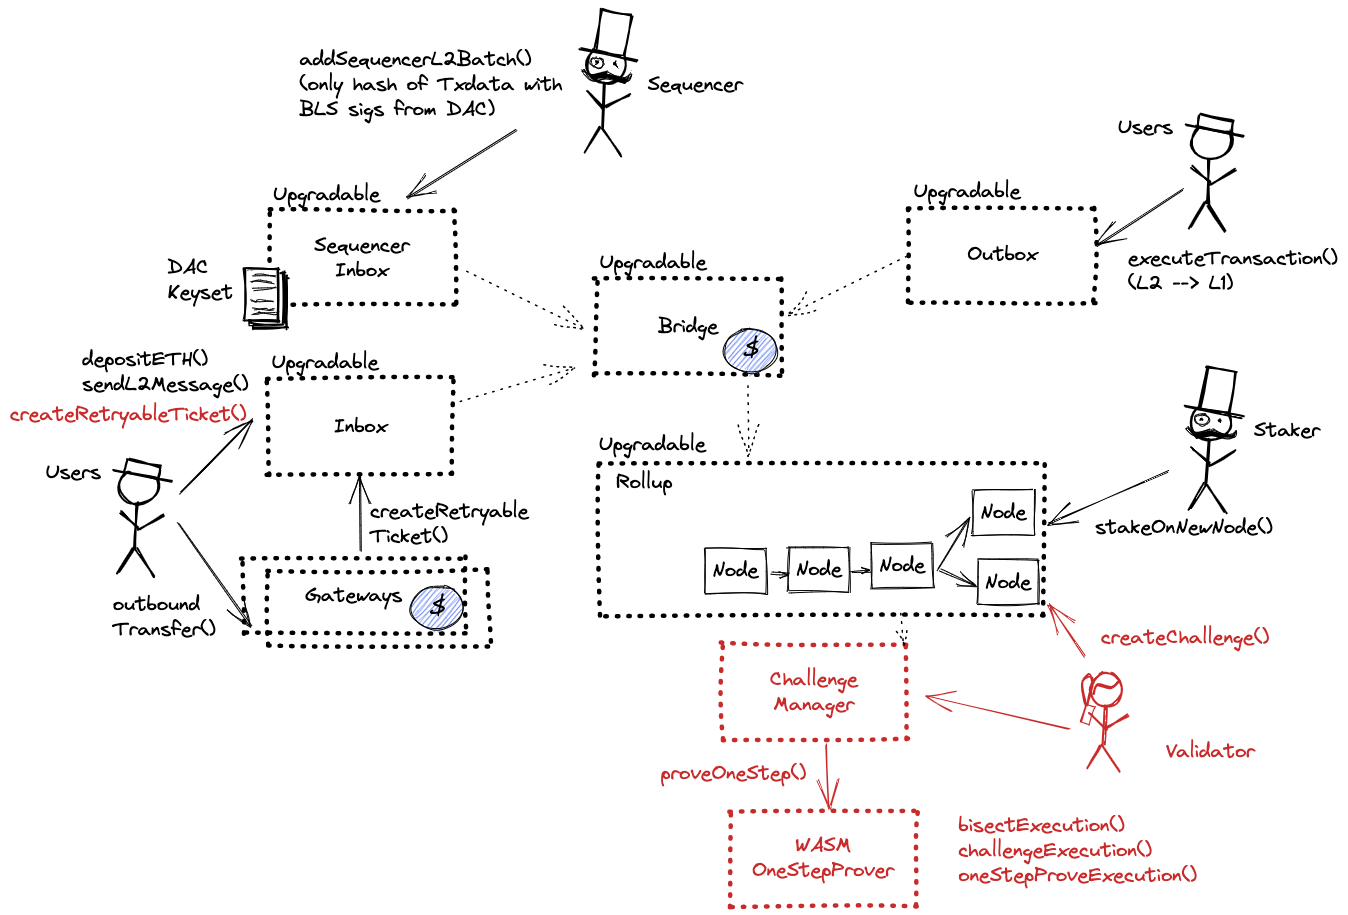 addSequencerL2Batch()
(only hash of Txdata with
BLS sigs from DAC)
Sequencer
Users
executeTransaction()
(L2 --> L1)
Upgradable
Sequencer
Inbox
DAC
Keyset
Upgradable
Outbox
Upgradable
Bridge
$
depositETH()
sendL2Message()
createRetryableTicket()
Upgradable
Inbox
Users
createRetryable
Ticket()
outbound
Transfer()
Gateways
$
Staker
stakeOnNewNode()
Upgradable
Rollup
Node
Node
Node
Node
Node
createChallenge()
Challenge
Manager
Validator
proveOneStep()
WASM
OneStepProver
bisectExecution()
challengeExecution()
oneStepProveExecution()